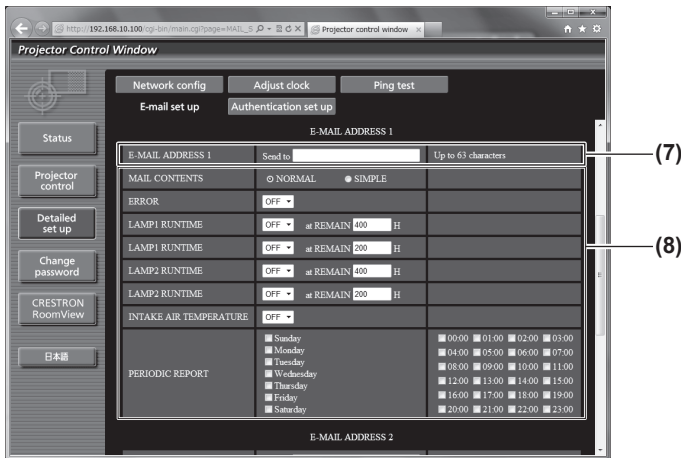 http://192.168.10.100/cgi-bin/main.cgi?page=MAIL_S
Projector control window
Projector Control Window
Network config Adjust clock Ping test
E-mail set up Authentication set up
Status
Projector control
Detailed set up
Change password
CRESTRON RoomView
日本語
E-MAIL ADDRESS 1
E-MAIL ADDRESS 1 Send to Up to 63 characters
(7)
MAIL CONTENTS NORMAL SIMPLE
ERROR OFF
LAMP1 RUNTIME OFF at REMAIN 400 H
LAMP1 RUNTIME OFF at REMAIN 200 H
(8)
LAMP2 RUNTIME OFF at REMAIN 400 H
LAMP2 RUNTIME OFF at REMAIN 200 H
INTAKE AIR TEMPERATURE OFF
PERIODIC REPORT
Sunday
Monday
Tuesday
Wednesday
Thursday
Friday
Saturday
00:00 01:00 02:00 03:00
04:00 05:00 06:00 07:00
08:00 09:00 10:00 11:00
12:00 13:00 14:00 15:00
16:00 17:00 18:00 19:00
20:00 21:00 22:00 23:00
E-MAIL ADDRESS 2